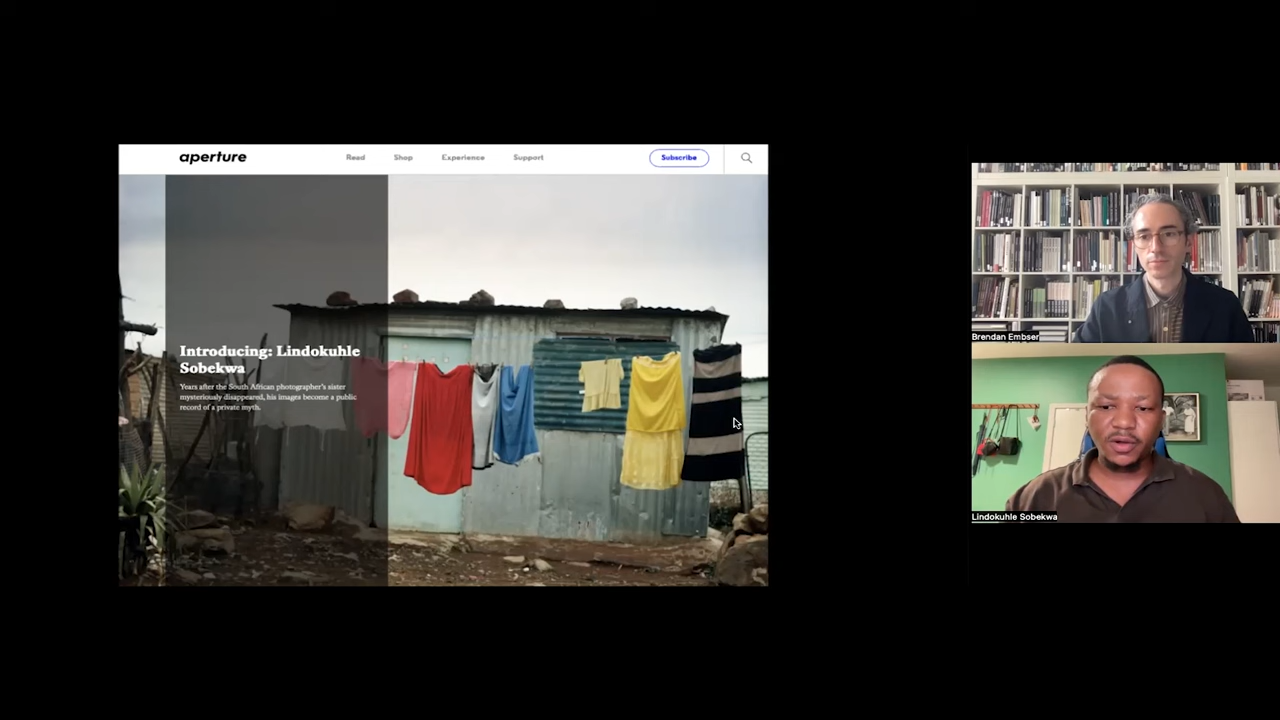 aperture
Read
Shop
Experience
Support
Subscribe
Introducing: Lindokuhle
Sobekwa
Years after the South African photographer's sister
mysteriously disappeared, his images become a public
record of a private myth.
Brendan Embser
Lindokuhle Sobekwa